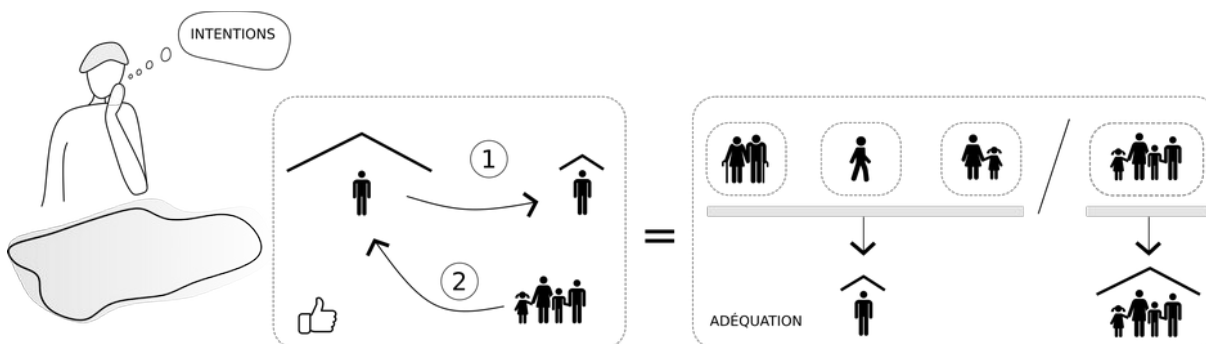 INTENTIONS
1
2
=
/
ADÉQUATION